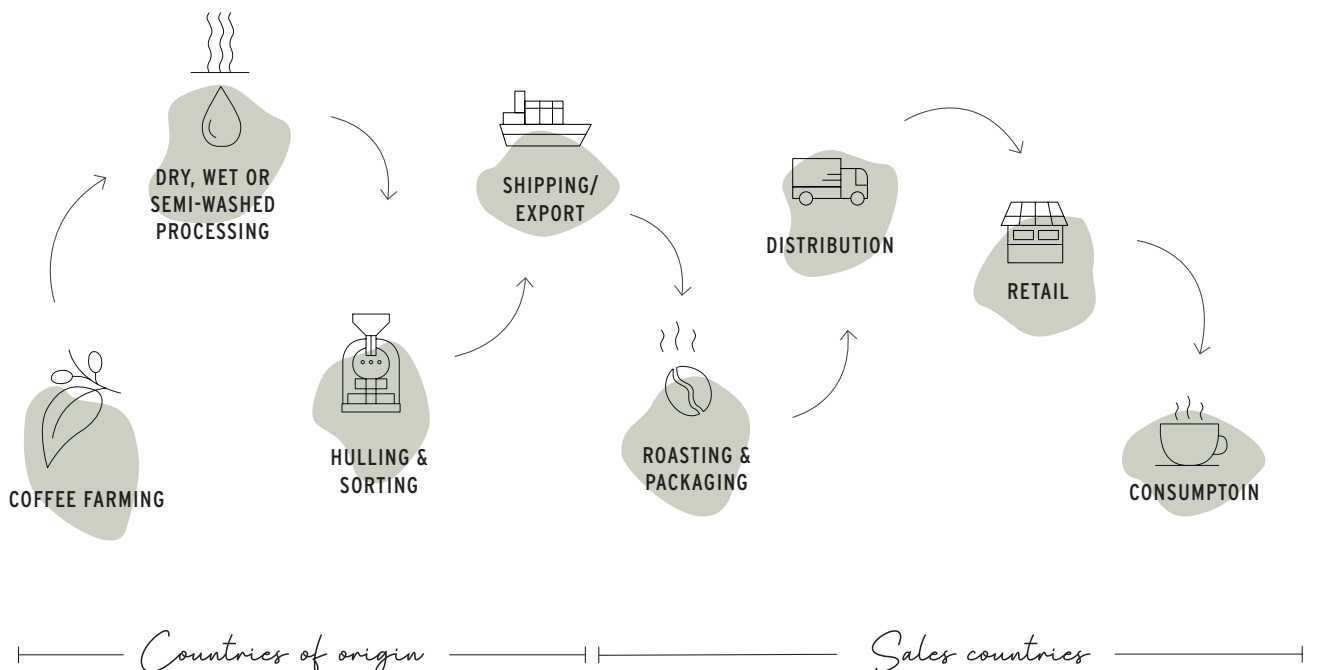 COFFEE FARMING
DRY, WET OR
SEMI-WASHED
PROCESSING
HULLING &
SORTING
SHIPPING/
EXPORT
ROASTING &
PACKAGING
DISTRIBUTION
RETAIL
CONSUMPTOIN
Countries of origin
Sales countries